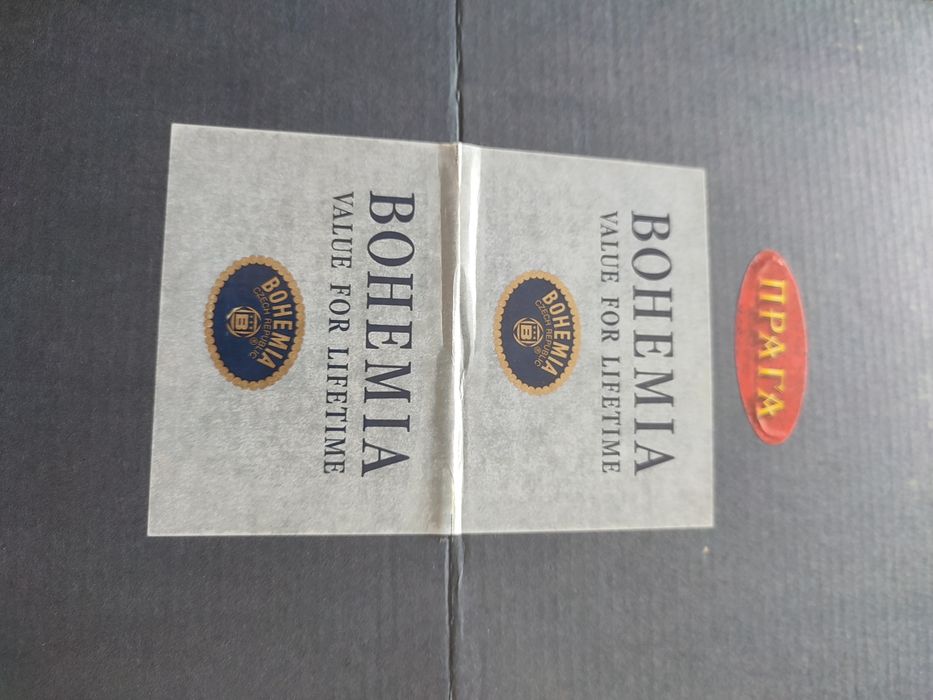 ПРАГА
BOHEMIA
VALUE FOR LIFETIME
BOHEMIA
CZECH REPUBLIC
B
®
BOHEMIA
VALUE FOR LIFETIME
BOHEMIA
CZECH REPUBLIC
B
®